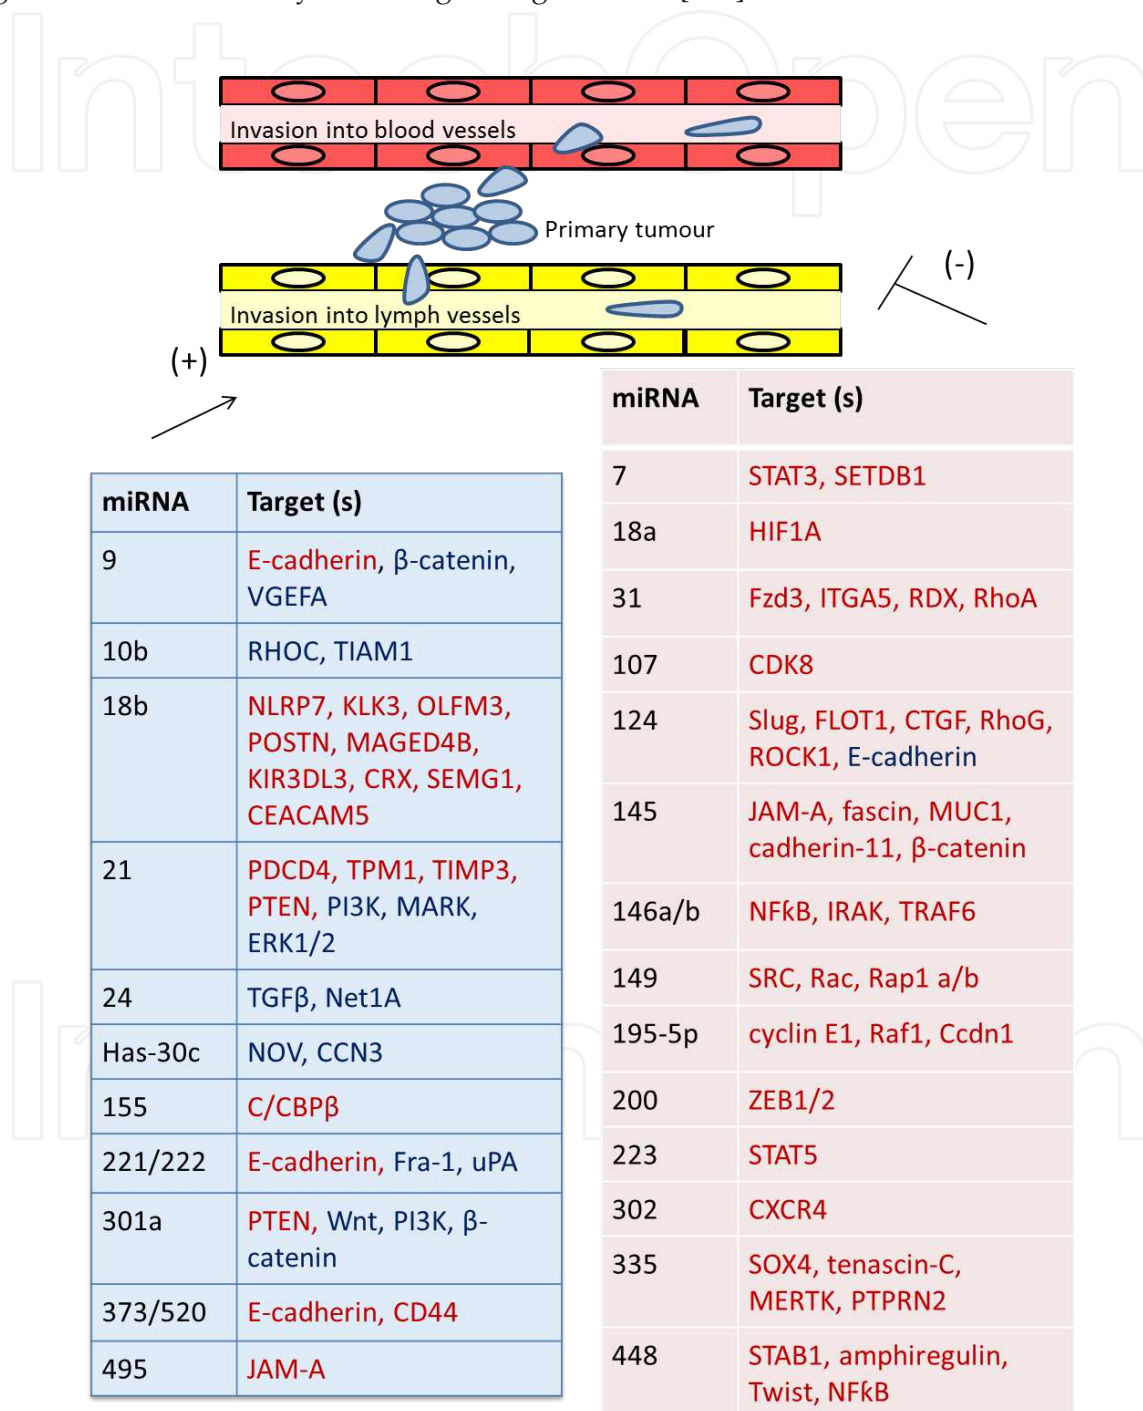 Invasion into blood vessels
Primary tumour
(-)
Invasion into lymph vessels
(+)
miRNA Target (s)
9 E-cadherin, β-catenin,
VGEFA
10b RHOC, TIAM1
18b NLRP7, KLK3, OLFM3,
POSTN, MAGED4B,
KIR3DL3, CRX, SEMG1,
CEACAM5
21 PDCD4, TPM1, TIMP3,
PTEN, PI3K, MARK,
ERK1/2
24 TGFβ, Net1A
Has-30c NOV, CCN3
155 C/CBPβ
221/222 E-cadherin, Fra-1, uPA
301a PTEN, Wnt, PI3K, β-
catenin
373/520 E-cadherin, CD44
495 JAM-A
miRNA Target (s)
7 STAT3, SETDB1
18a HIF1A
31 Fzd3, ITGA5, RDX, RhoA
107 CDK8
124 Slug, FLOT1, CTGF, RhoG,
ROCK1, E-cadherin
145 JAM-A, fascin, MUC1,
cadherin-11, β-catenin
146a/b NFƙB, IRAK, TRAF6
149 SRC, Rac, Rap1 a/b
195-5p cyclin E1, Raf1, Ccdn1
200 ZEB1/2
223 STAT5
302 CXCR4
335 SOX4, tenascin-C,
MERTK, PTPRN2
448 STAB1, amphiregulin,
Twist, NFƙB
IntechOpen